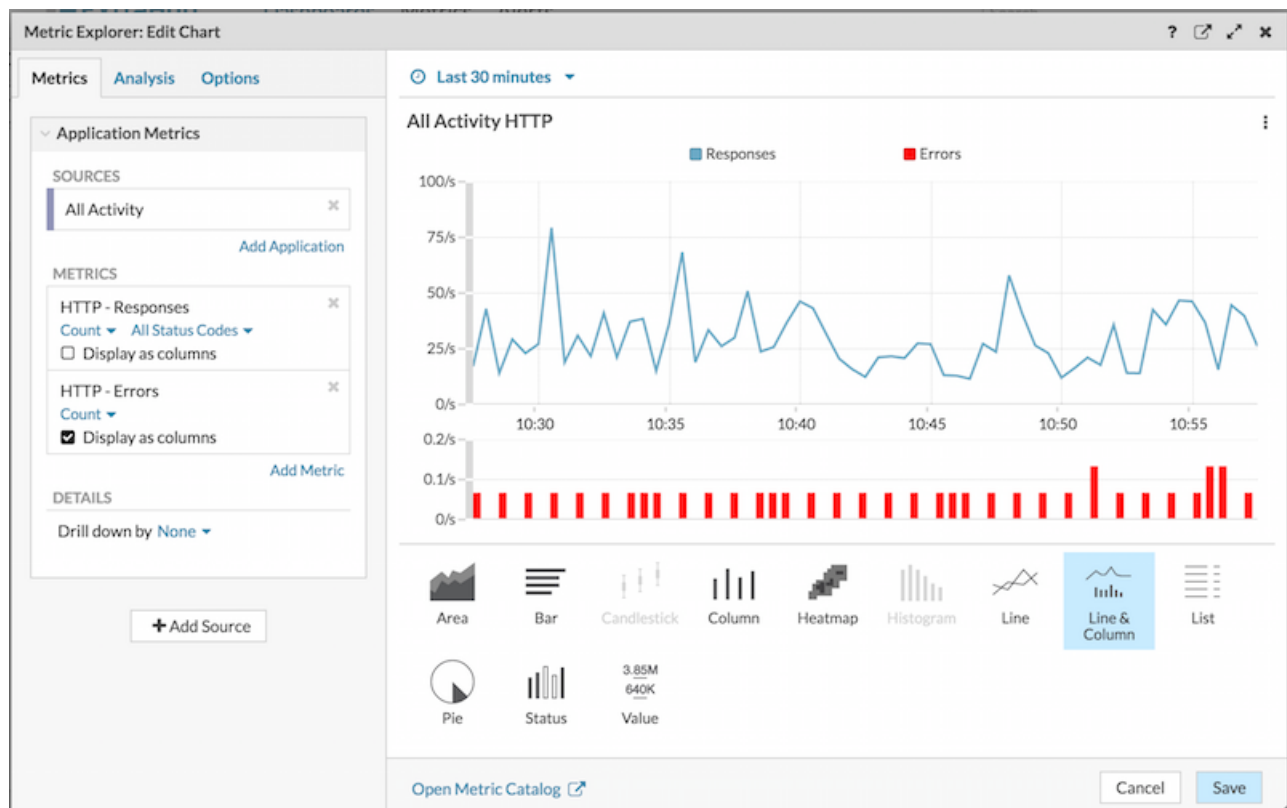 Metric Explorer: Edit Chart
?
Metrics Analysis Options
Last 30 minutes
Application Metrics
SOURCES
All Activity
Add Application
METRICS
HTTP - Responses
Count All Status Codes
Display as columns
HTTP - Errors
Count
Display as columns
Add Metric
DETAILS
Drill down by None
+ Add Source
All Activity HTTP
Responses Errors
100/s
75/s
50/s
25/s
0/s
10:30 10:35 10:40 10:45 10:50 10:55
0.2/s
0.1/s
0/s
Area Bar Candlestick Column Heatmap Histogram Line Line & List
Column
3.85M
640K
Pie Status Value
Open Metric Catalog
Cancel Save